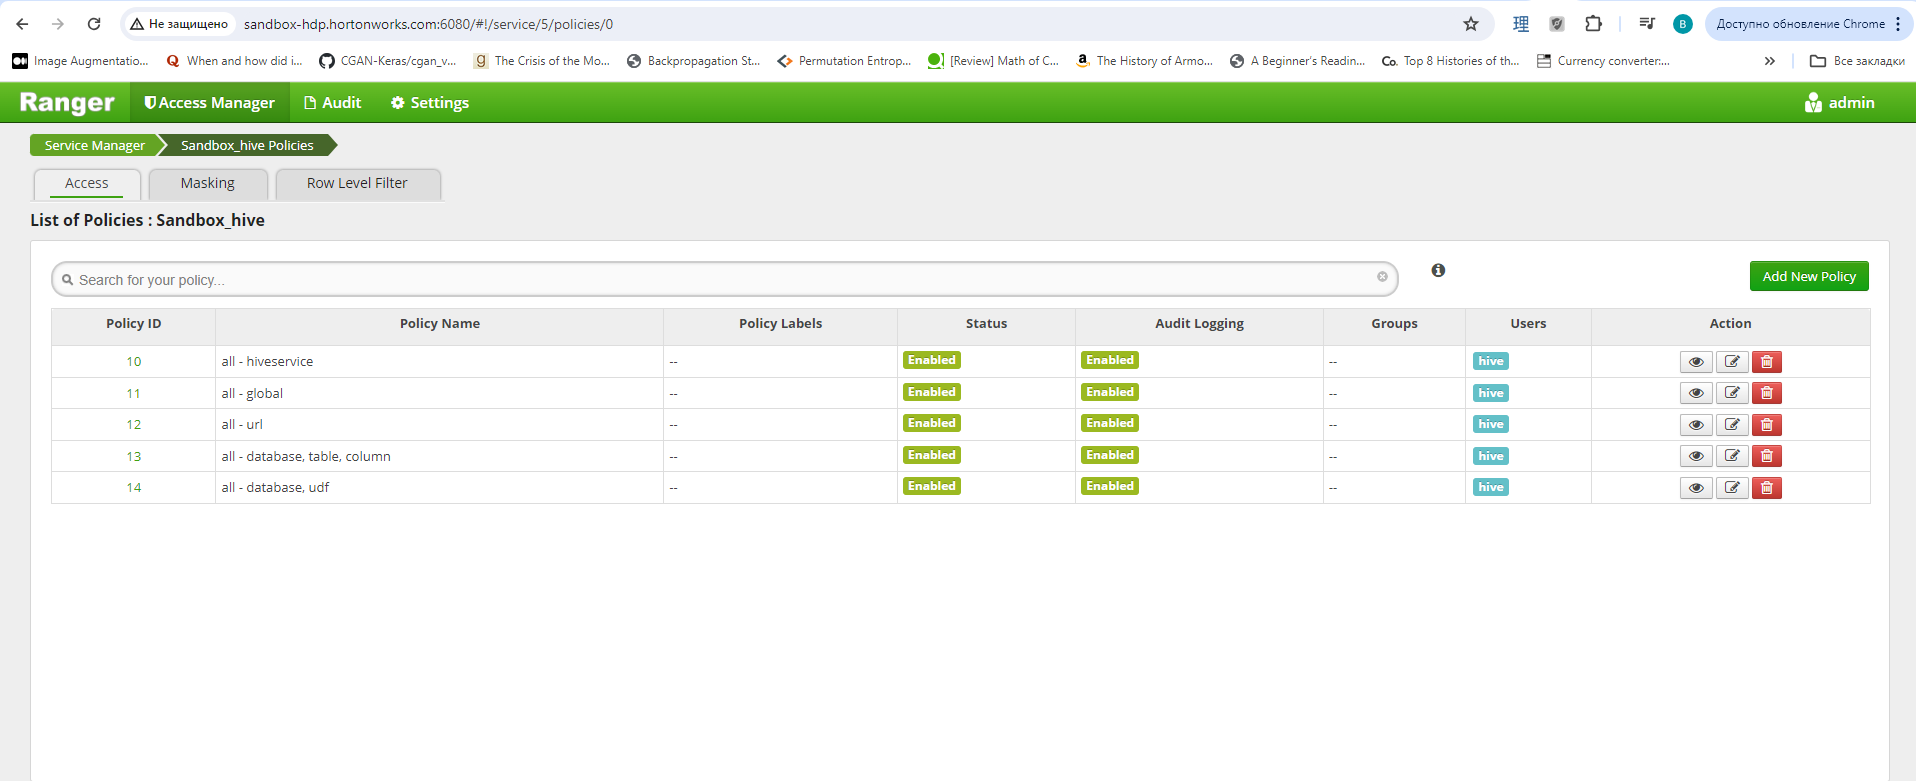 Не защищено sandbox-hdp.hortonworks.com:6080/#!/service/5/policies/0 理 B Доступно обновление Chrome
Image Augmentatio... When and how did i... CGAN-Keras/cgan_v... g The Crisis of the Mo... Backpropagation St... Permutation Entrop... [Review] Math of C... a The History of Armo... A Beginner's Readin... Co. Top 8 Histories of th... Currency converter:... » Все закладки
Ranger Access Manager Audit Settings admin
Service Manager Sandbox_hive Policies
Access Masking Row Level Filter
List of Policies : Sandbox_hive
Search for your policy... Add New Policy
Policy ID Policy Name Policy Labels Status Audit Logging Groups Users Action
10 all - hiveservice -- Enabled Enabled -- hive
11 all - global -- Enabled Enabled -- hive
12 all - url -- Enabled Enabled -- hive
13 all - database, table, column -- Enabled Enabled -- hive
14 all - database, udf -- Enabled Enabled -- hive